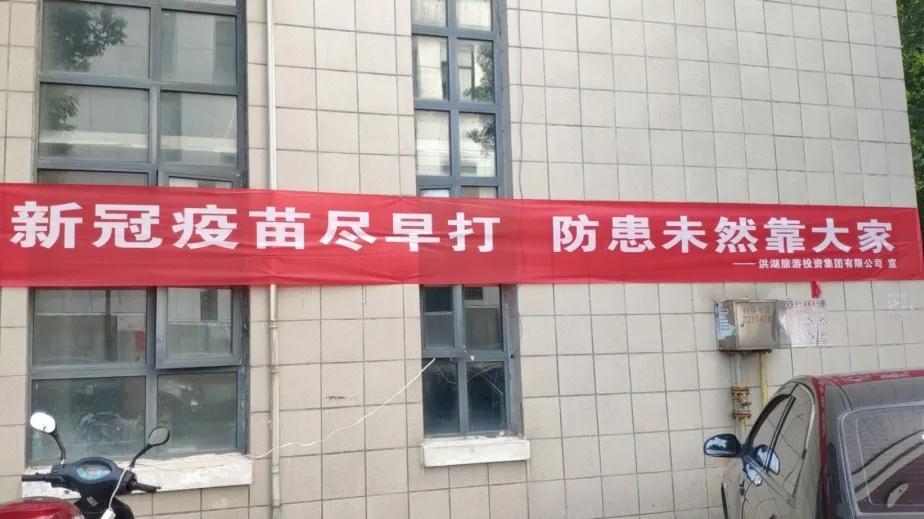 新冠疫苗尽早打 防患未然靠大家
——洪湖旅游投资集团有限公司 宣